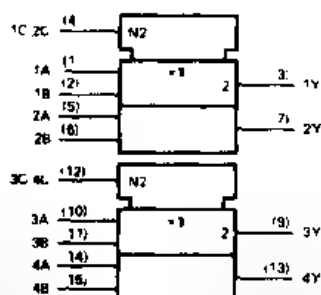 1C 2C (4 N2
1A (1 =1 3) 1Y
1B (2) 2
2A (5) 7) 2Y
2B (6)
3C 4C (12) N2
3A (10) =1 (9) 3Y
3B 11) 2
4A 14) (13) 4Y
4B 15)